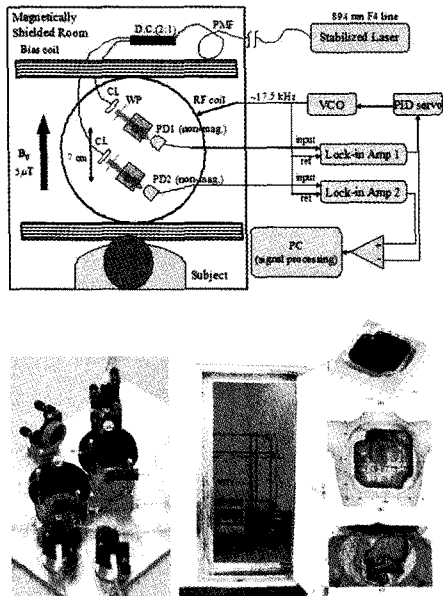 Magnetically
Shielded Room
Bias coil
D.C.(2:1)
PMF
894 nm F4 line
Stabilized Laser
CL
WP
RF coil
~17.5 kHz
VCO
PID servo
PD1 (non-mag.)
CL
input
ref
Lock-in Amp 1
B₀
5 μT
7 cm
PD2 (non-mag.)
input
ref
Lock-in Amp 2
PC
(signal processing)
Subject